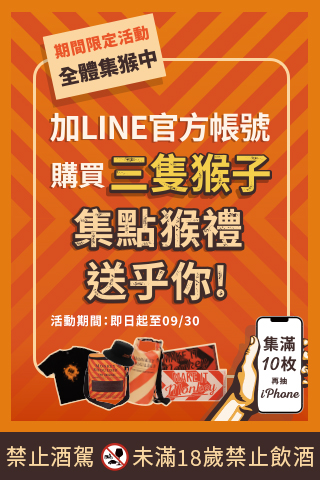 期間限定活動
全體集猴中
加LINE官方帳號
購買三隻猴子
集點猴禮
送乎你!
活動期間:即日起至09/30
集滿
10枚
再抽
iPhone
禁止酒駕 未滿18歲禁止飲酒